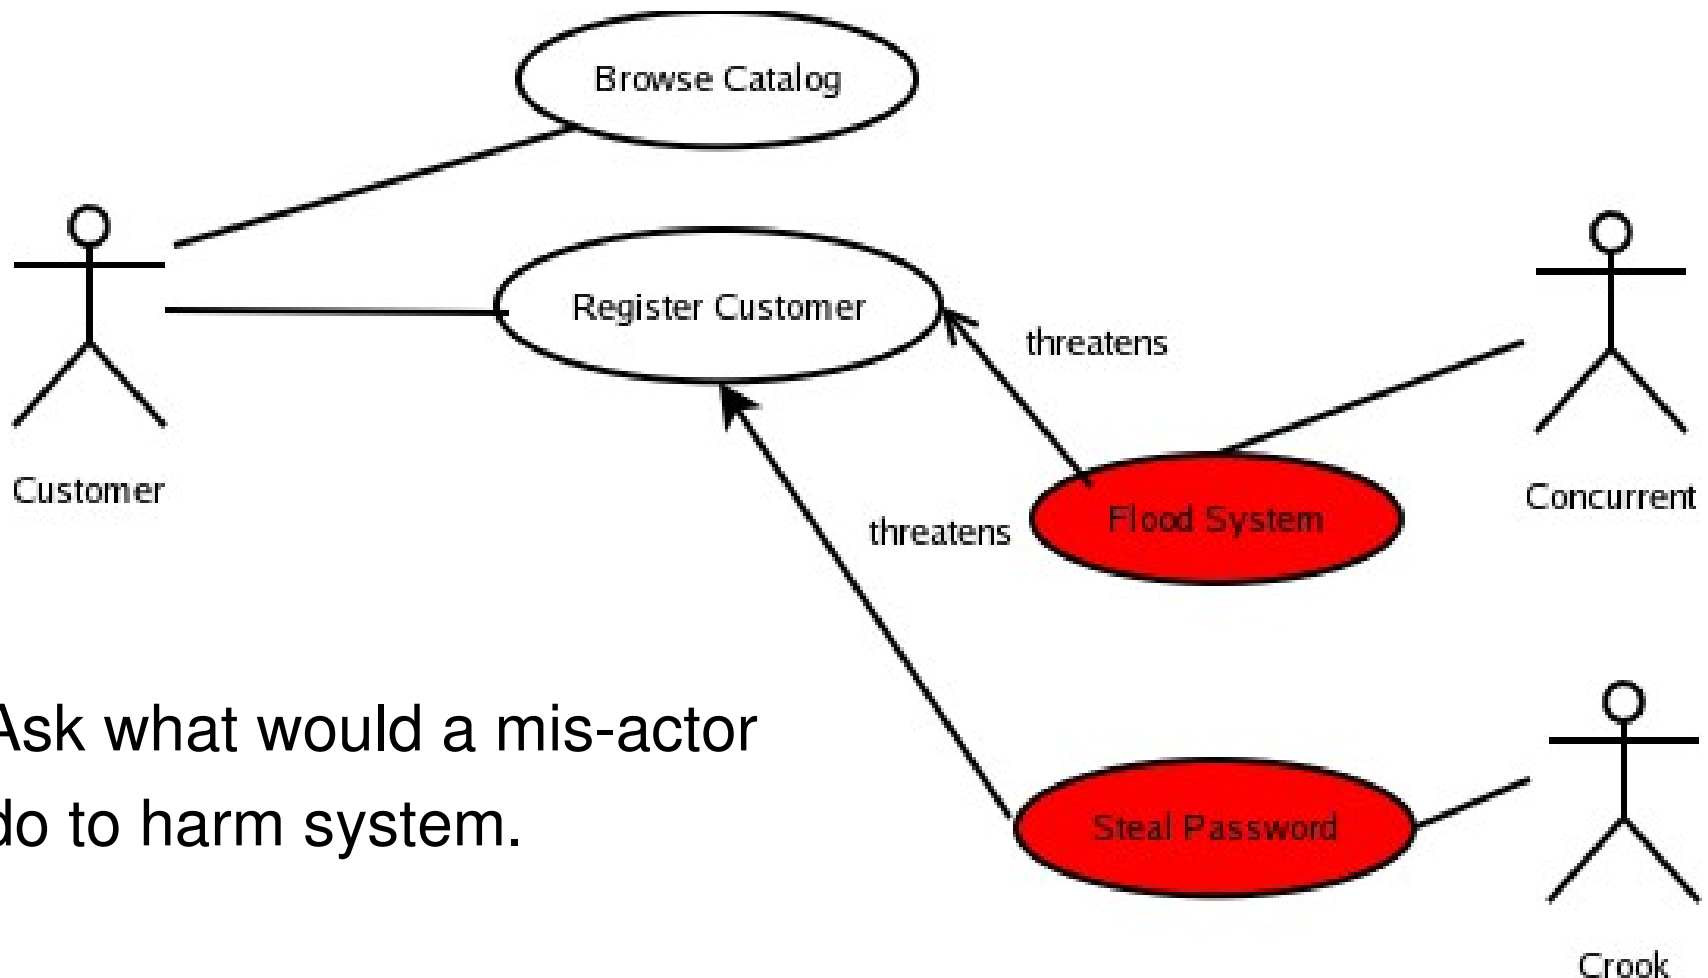 Browse Catalog
Register Customer
threatens
Customer
Concurrent
Flood System
threatens
Ask what would a mis-actor
do to harm system.
Steal Password
Crook